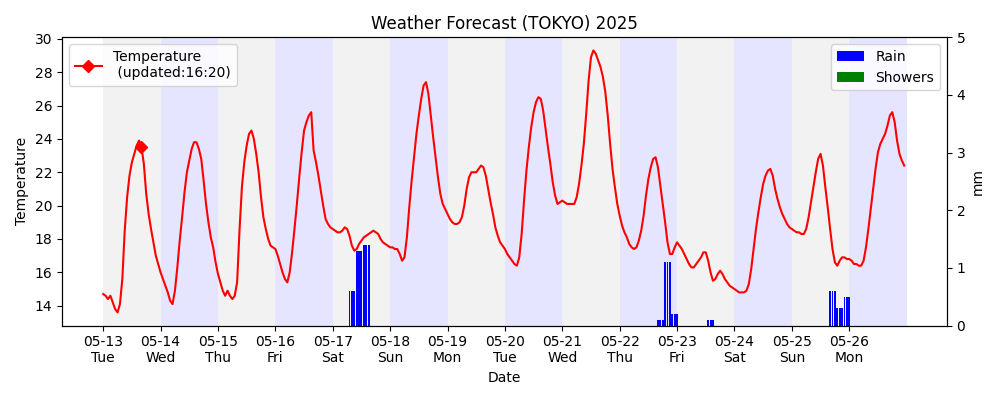 Weather Forecast (TOKYO) 2025
Temperature
(updated:16:20)
Rain
Showers
30
28
26
24
22
20
18
16
14
Temperature
5
4
3
2
1
0
mm
05-13 05-14 05-15 05-16 05-17 05-18 05-19 05-20 05-21 05-22 05-23 05-24 05-25 05-26
Tue Wed Thu Fri Sat Sun Mon Tue Wed Thu Fri Sat Sun Mon
Date